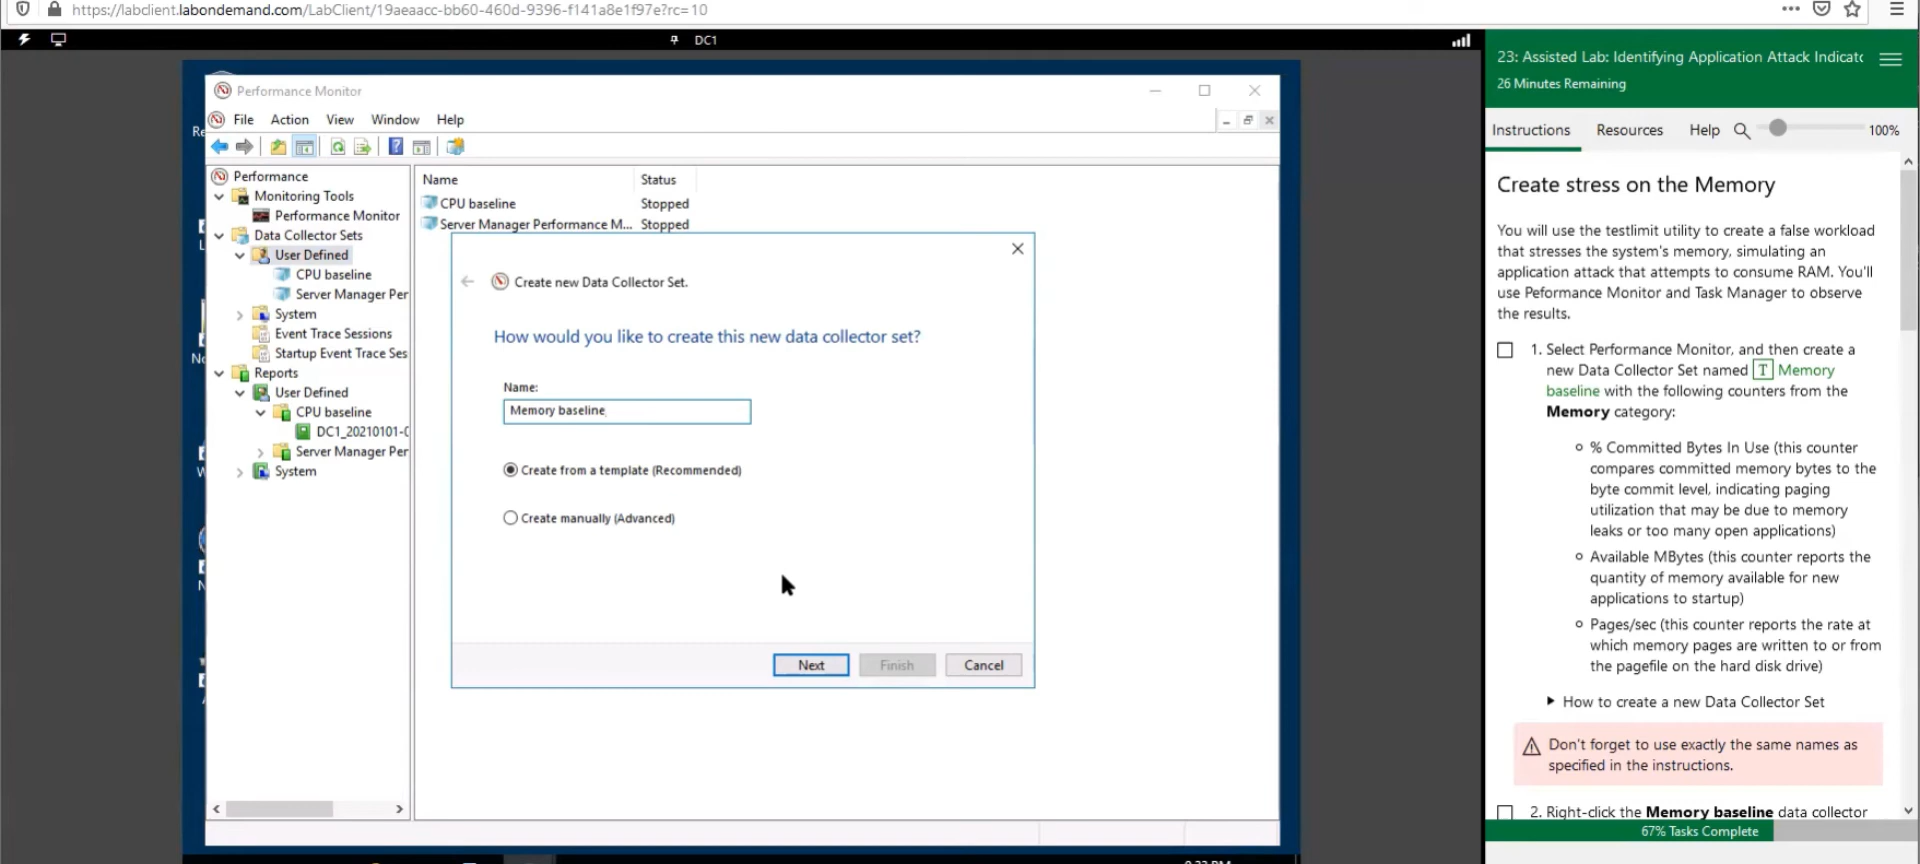 https://labclient.labondemand.com/LabClient/19aeaacc-bb60-460d-9396-f141a8e1f97e?rc=10
DC1
Performance Monitor
File Action View Window Help
Performance
Monitoring Tools
Performance Monitor
Data Collector Sets
User Defined
CPU baseline
Server Manager Per
System
Event Trace Sessions
Startup Event Trace Ses
Reports
User Defined
CPU baseline
DC1_20210101-0
Server Manager Per
System
Name Status
CPU baseline Stopped
Server Manager Performance M... Stopped
Create new Data Collector Set.
How would you like to create this new data collector set?
Name:
Memory baseline
Create from a template (Recommended)
Create manually (Advanced)
Next Finish Cancel
23: Assisted Lab: Identifying Application Attack Indicat
26 Minutes Remaining
Instructions Resources Help 100%
Create stress on the Memory
You will use the testlimit utility to create a false workload
that stresses the system's memory, simulating an
application attack that attempts to consume RAM. You'll
use Peformance Monitor and Task Manager to observe
the results.
1. Select Performance Monitor, and then create a
new Data Collector Set named T Memory
baseline with the following counters from the
Memory category:
% Committed Bytes In Use (this counter
compares committed memory bytes to the
byte commit level, indicating paging
utilization that may be due to memory
leaks or too many open applications)
Available MBytes (this counter reports the
quantity of memory available for new
applications to startup)
Pages/sec (this counter reports the rate at
which memory pages are written to or from
the pagefile on the hard disk drive)
How to create a new Data Collector Set
Don't forget to use exactly the same names as
specified in the instructions.
2. Right-click the Memory baseline data collector
67% Tasks Complete